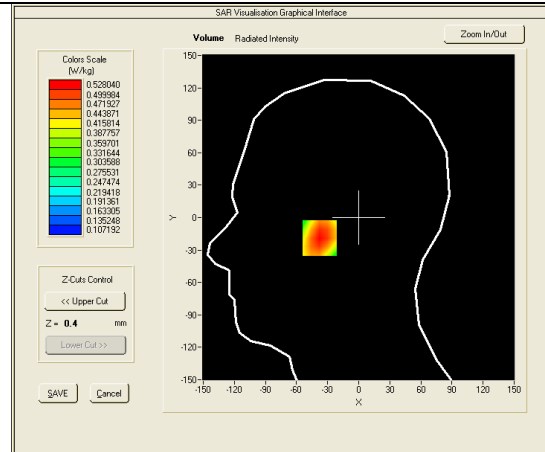 SAR Visualisation Graphical Interface
Volume Radiated Intensity
Zoom In/Out
Colors Scale
(W/kg)
0.528040
0.499984
0.471927
0.443871
0.415814
0.387757
0.359701
0.331644
0.303588
0.275531
0.247474
0.219418
0.191361
0.163305
0.135248
0.107192
Z-Cuts Control
<< Upper Cut
Z = 0.4 mm
Lower Cut >>
SAVE Cancel
150
120
90
60
30
0
-30
-60
-90
-120
-150
Y
-150 -120 -90 -60 -30 0 30 60 90 120 150
X